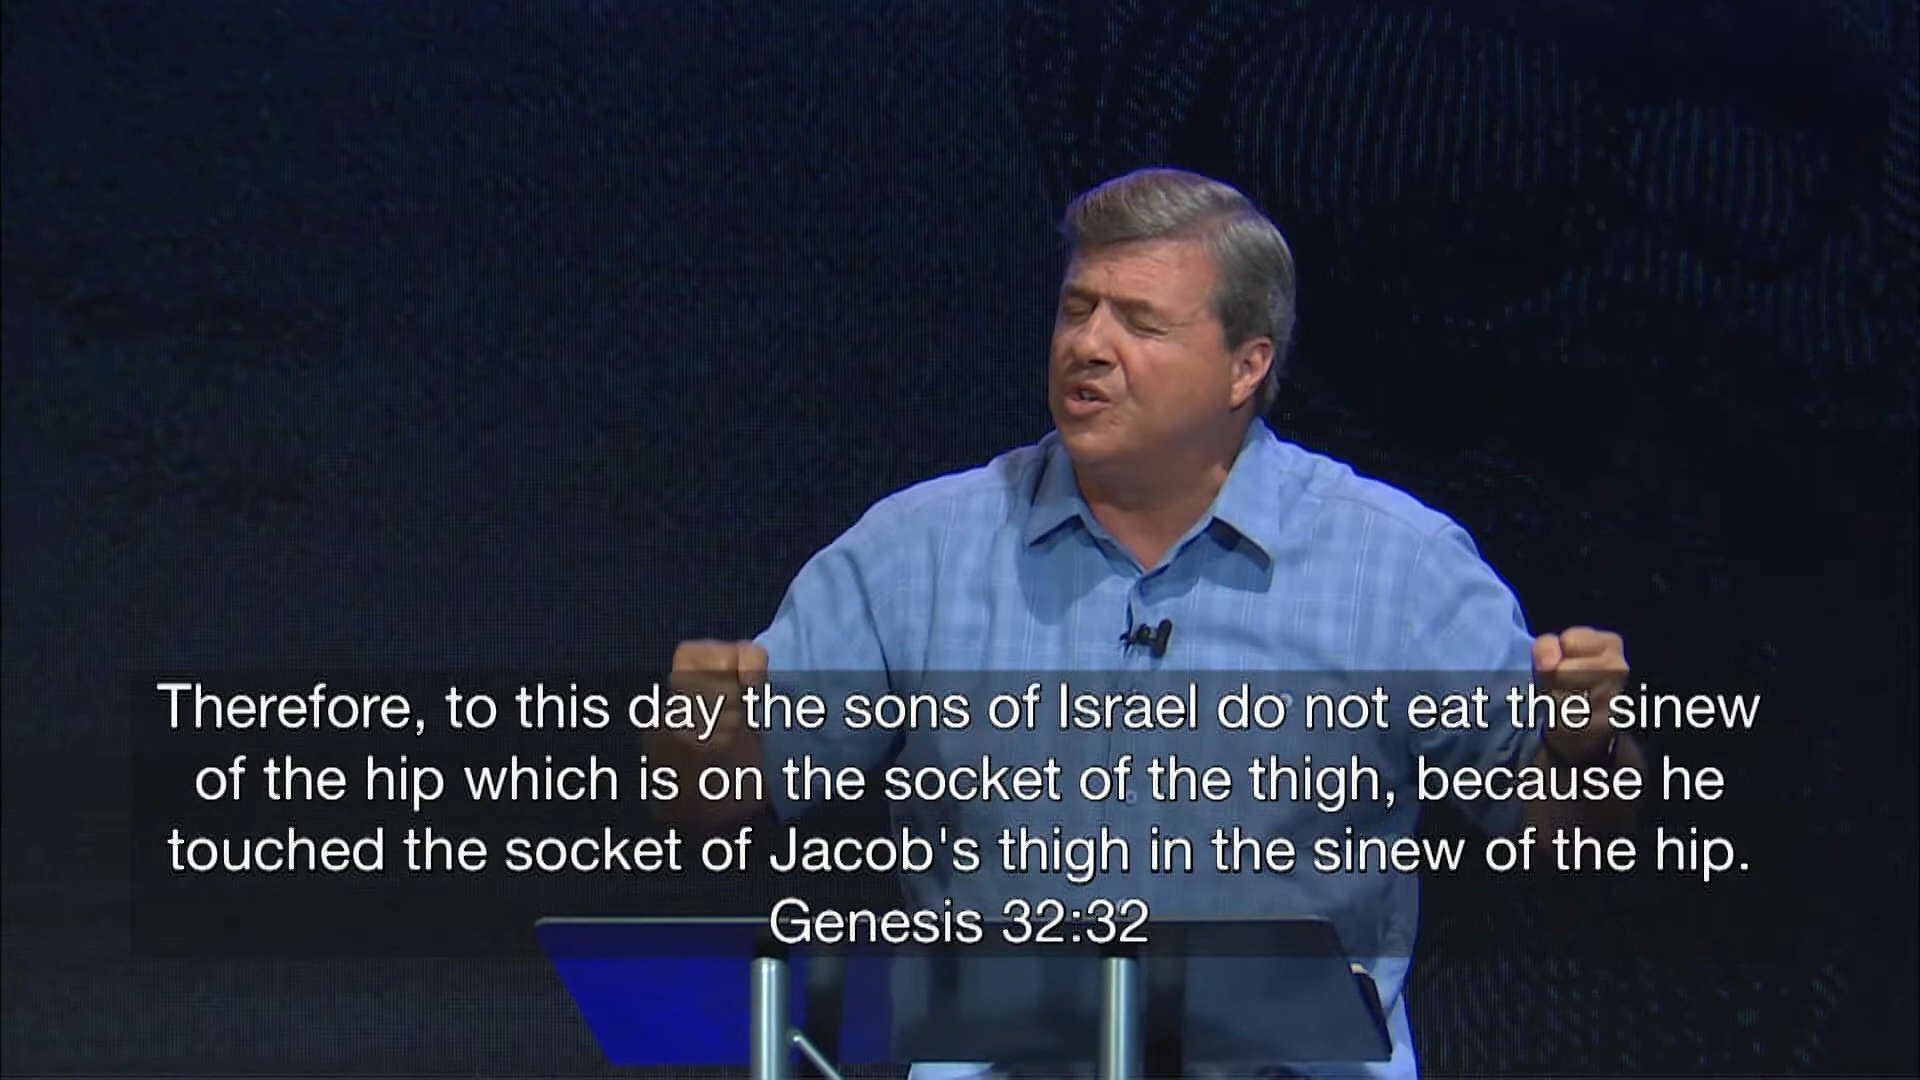 Therefore, to this day the sons of Israel do not eat the sinew
of the hip which is on the socket of the thigh, because he
touched the socket of Jacob's thigh in the sinew of the hip.
Genesis 32:32